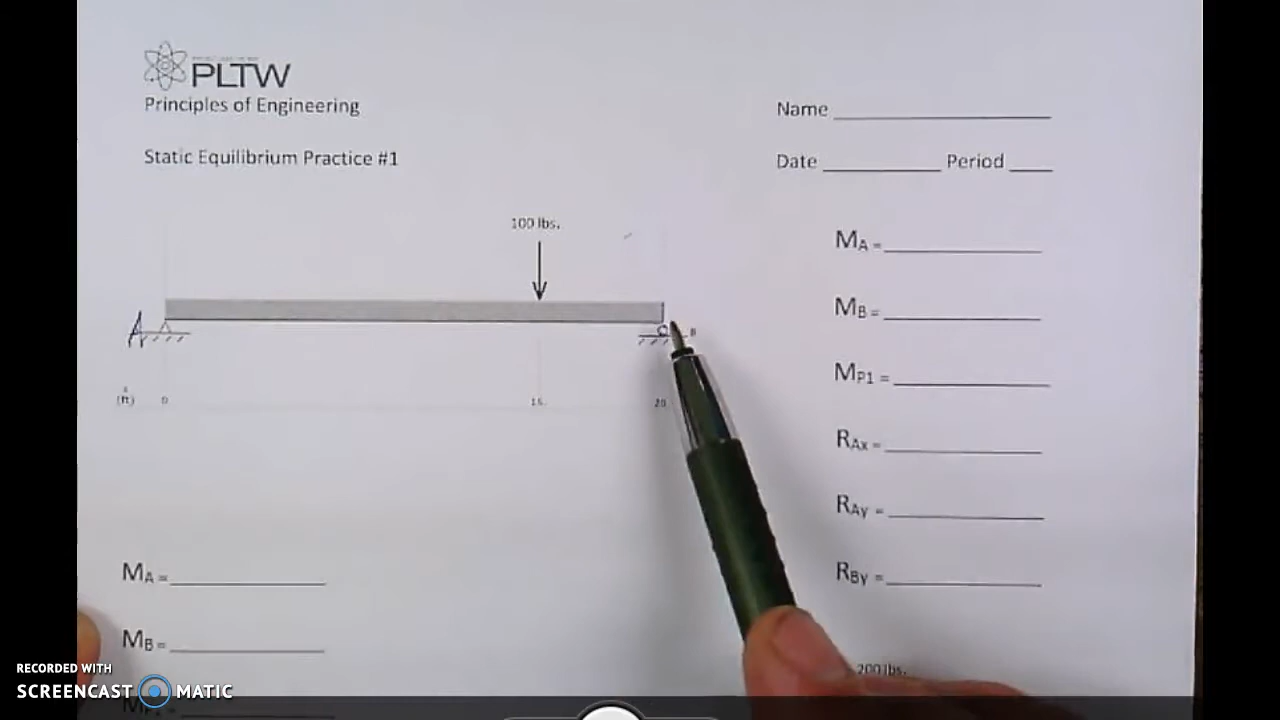 PLTW
Principles of Engineering
Name
Static Equilibrium Practice #1
Date Period
100 lbs.
MA =
MB =
MP1 =
RAx =
RAy =
RBy =
A
B
(ft) 0 20
MA =
MB =
200 lbs.
RECORDED WITH
SCREENCAST MATIC